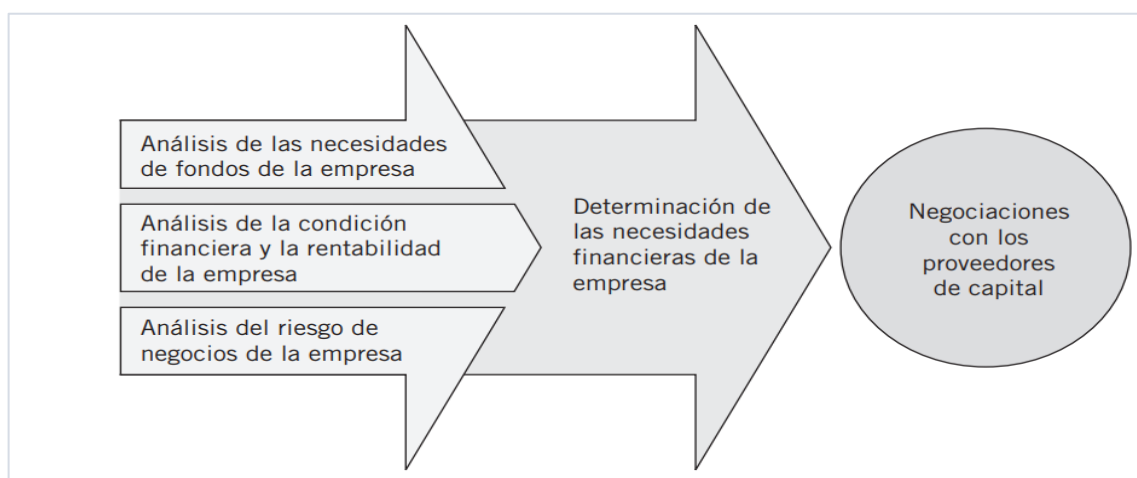 Análisis de las necesidades
de fondos de la empresa
Análisis de la condición
financiera y la rentabilidad
de la empresa
Análisis del riesgo de
negocios de la empresa
Determinación de
las necesidades
financieras de la
empresa
Negociaciones
con los
proveedores
de capital